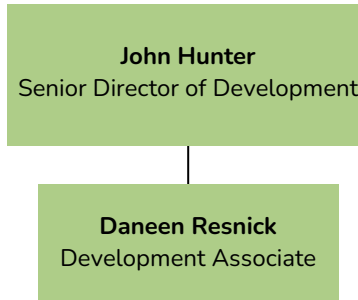 John Hunter
Senior Director of Development
Daneen Resnick
Development Associate